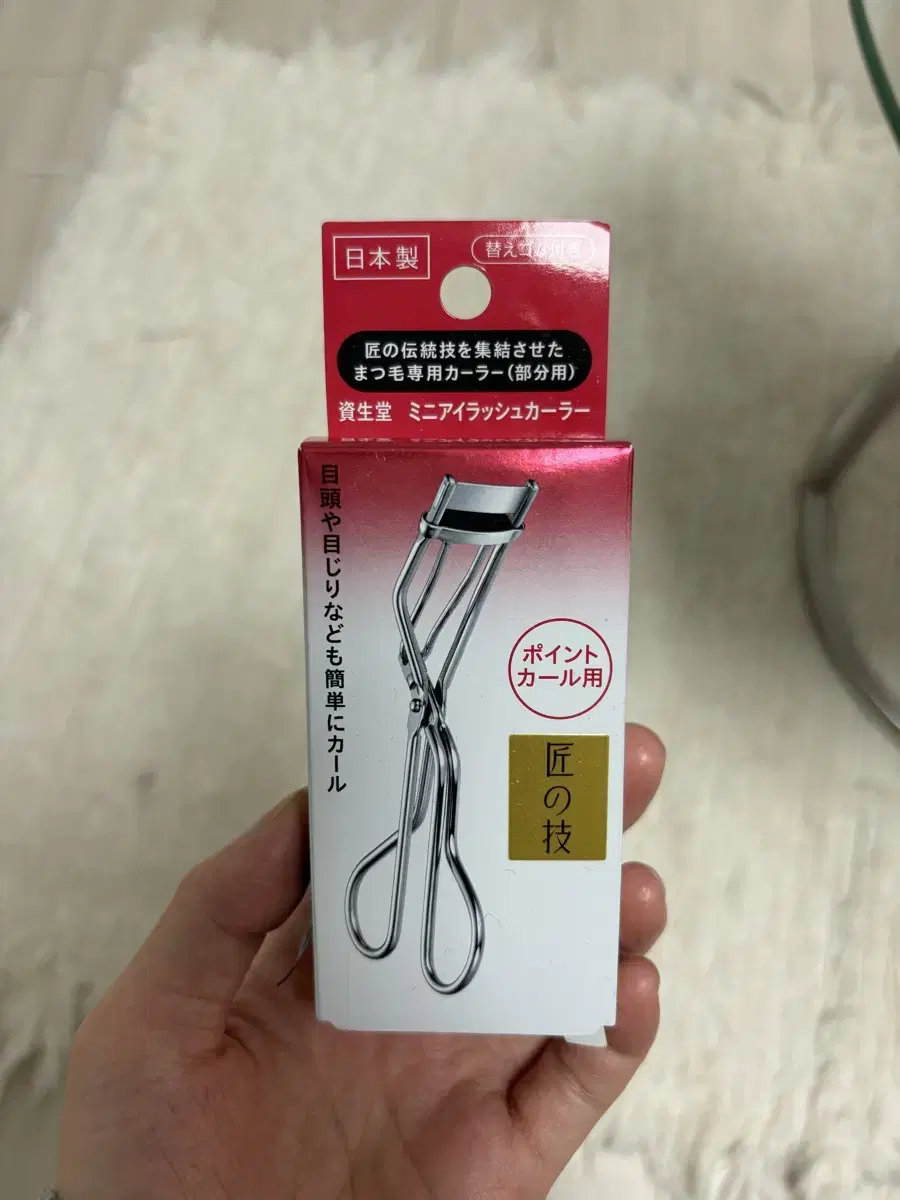 日本製
替えゴム付き
匠の伝統技を集結させた
まつ毛専用カーラー(部分用)
資生堂 ミニアイラッシュカーラー
目頭や目じりなども簡単にカール
ポイント
カール用
匠の技